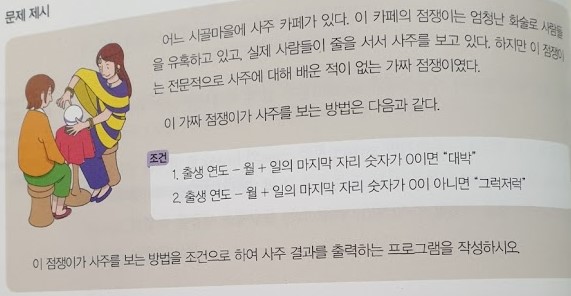 문제 제시
어느 시골마을에 사주 카페가 있다. 이 카페의 점쟁이는 엄청난 화술로 사람들
을 유혹하고 있고, 실제 사람들이 줄을 서서 사주를 보고 있다. 하지만 이 점쟁이
는 전문적으로 사주에 대해 배운 적이 없는 가짜 점쟁이였다.
이 가짜 점쟁이가 사주를 보는 방법은 다음과 같다.
조건
1. 출생 연도 – 월 + 일의 마지막 자리 숫자가 0이면 "대박"
2. 출생 연도 – 월 + 일의 마지막 자리 숫자가 0이 아니면 "그럭저럭"
이 점쟁이가 사주를 보는 방법을 조건으로 하여 사주 결과를 출력하는 프로그램을 작성하시오.